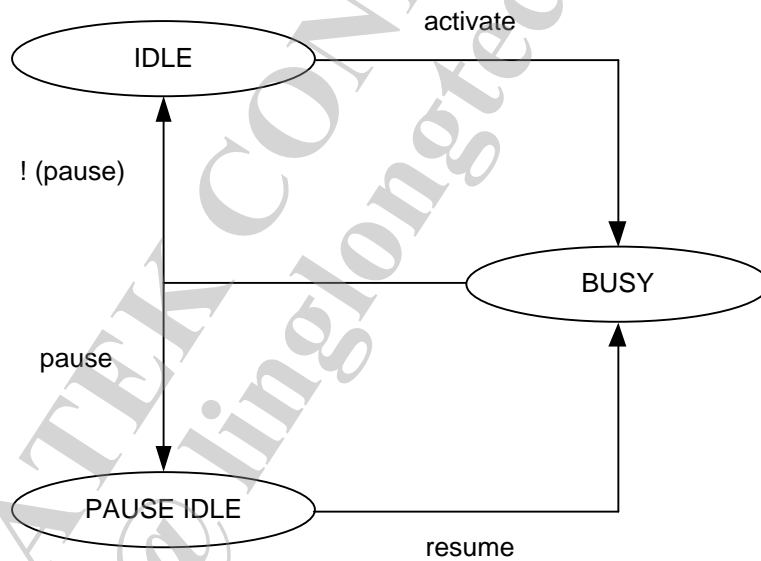 activate
IDLE
! (pause)
BUSY
pause
PAUSE IDLE
resume